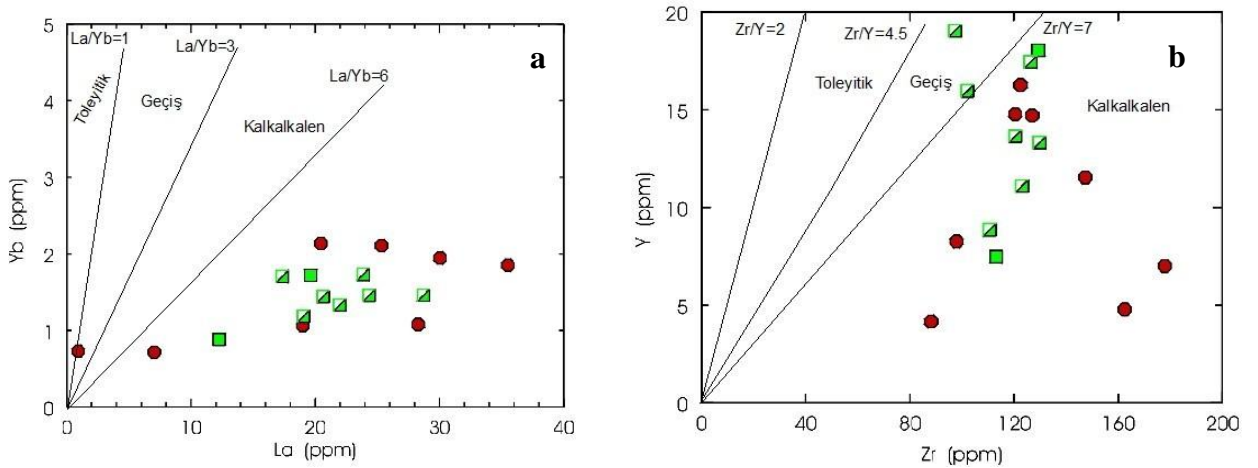 La/Yb=1
La/Yb=3
La/Yb=6
a
Toleyitik
Geçiş
Kalkalkalen
5
4
3
2
1
0
Yb (ppm)
0
10
20
30
40
La (ppm)
Zr/Y=2
Zr/Y=4.5
Zr/Y=7
b
Toleyitik
Geçiş
Kalkalkalen
20
15
10
5
0
Y (ppm)
0
40
80
120
160
200
Zr (ppm)